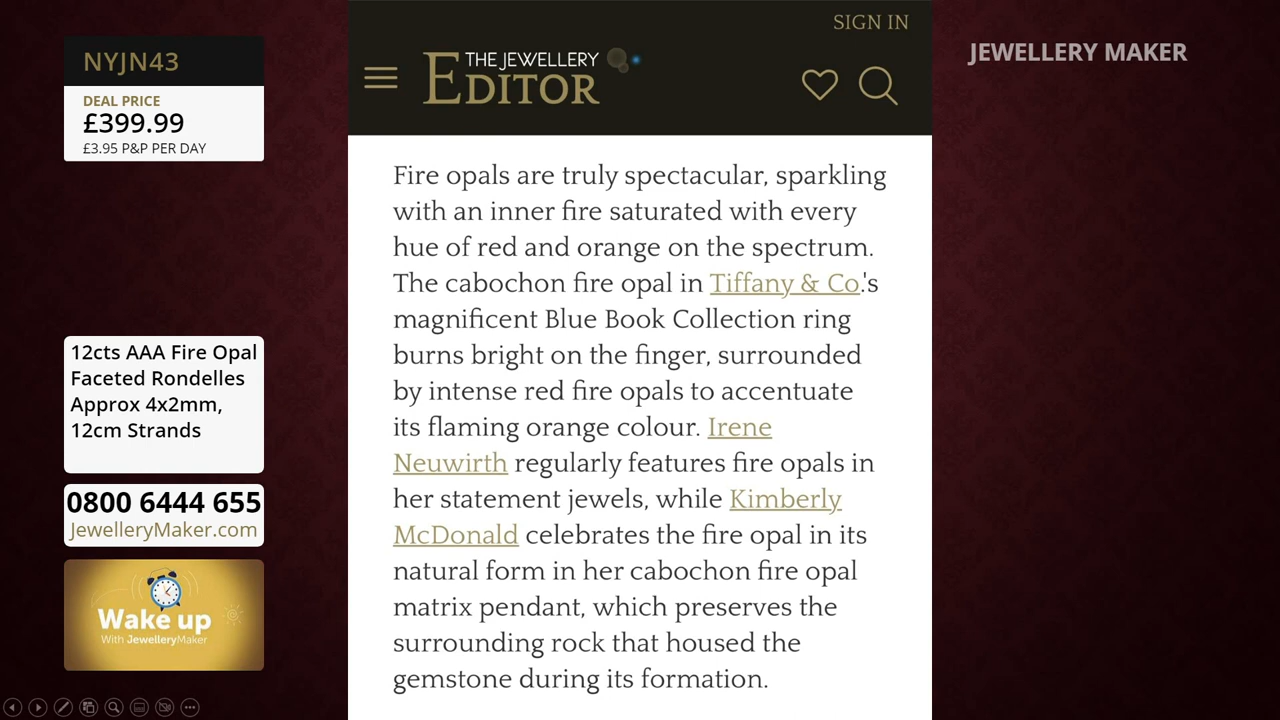 NYJN43
DEAL PRICE
£399.99
£3.95 P&P PER DAY
12cts AAA Fire Opal
Faceted Rondelles
Approx 4x2mm,
12cm Strands
0800 6444 655
JewelleryMaker.com
Wake up
With JewelleryMaker
SIGN IN
THE JEWELLERY
EDITOR
Fire opals are truly spectacular, sparkling
with an inner fire saturated with every
hue of red and orange on the spectrum.
The cabochon fire opal in Tiffany & Co.'s
magnificent Blue Book Collection ring
burns bright on the finger, surrounded
by intense red fire opals to accentuate
its flaming orange colour. Irene
Neuwirth regularly features fire opals in
her statement jewels, while Kimberly
McDonald celebrates the fire opal in its
natural form in her cabochon fire opal
matrix pendant, which preserves the
surrounding rock that housed the
gemstone during its formation.
JEWELLERY MAKER